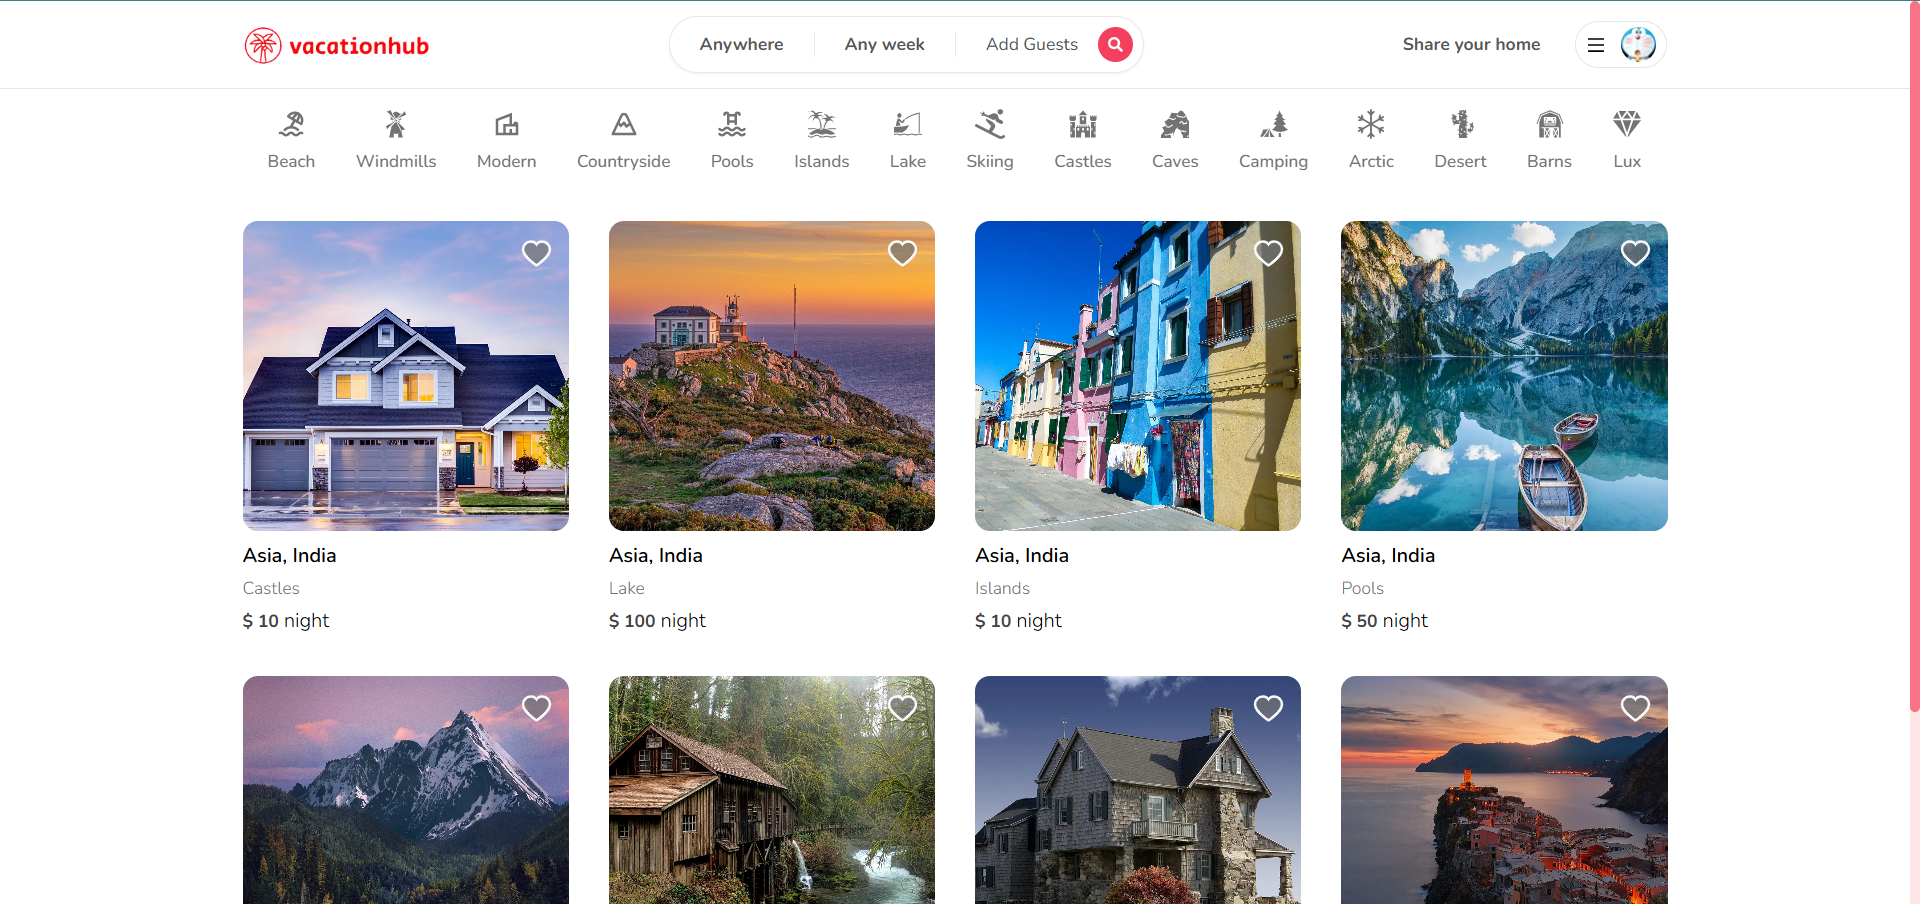 vacationhub
Anywhere
Any week
Add Guests
Share your home
Beach
Windmills
Modern
Countryside
Pools
Islands
Lake
Skiing
Castles
Caves
Camping
Arctic
Desert
Barns
Lux
Asia, India
Castles
$ 10 night
Asia, India
Lake
$ 100 night
Asia, India
Islands
$ 10 night
Asia, India
Pools
$ 50 night